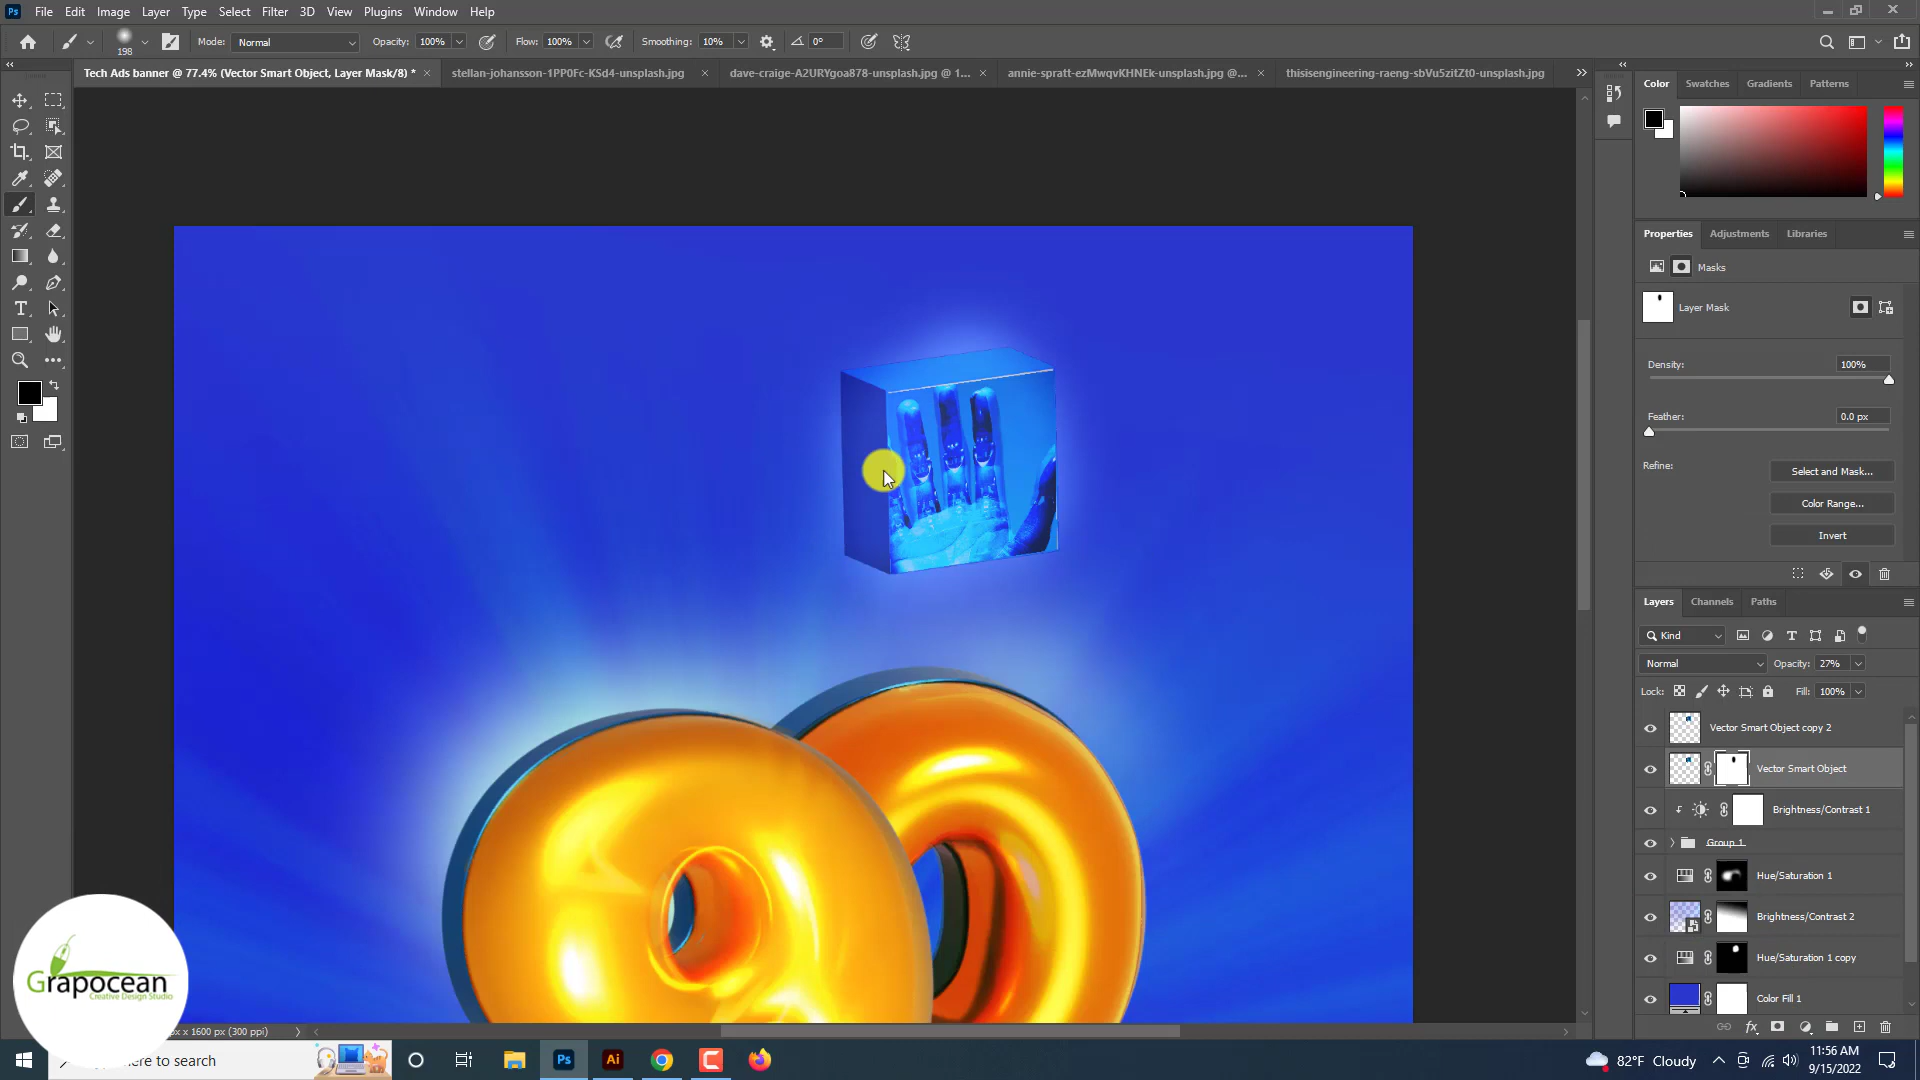 Ps File Edit Image Layer Type Select Filter 3D View Plugins Window Help
198 Mode: Normal Opacity: 100% Flow: 100% Smoothing: 10% 0°
Tech Ads banner @ 77.4% (Vector Smart Object, Layer Mask/8) * × stellan-johansson-1PP0Fc-KSd4-unsplash.jpg × dave-craige-A2URYgoa878-unsplash.jpg @ 1... × annie-spratt-ezMwqvKHNEk-unsplash.jpg @... × thisisengineering-raeng-sbVu5zitZt0-unsplash.jpg
Color Swatches Gradients Patterns
Properties Adjustments Libraries
Masks
Layer Mask
Density: 100%
Feather: 0.0 px
Refine: Select and Mask...
Color Range...
Invert
Layers Channels Paths
Kind
Normal Opacity: 27%
Lock: Fill: 100%
Vector Smart Object copy 2
Vector Smart Object
Brightness/Contrast 1
Group 1
Hue/Saturation 1
Brightness/Contrast 2
Hue/Saturation 1 copy
Color Fill 1
Grapocean
Creative Design Studio
px x 1600 px (300 ppi)
here to search
Ps Ai
82°F Cloudy
11:56 AM
9/15/2022